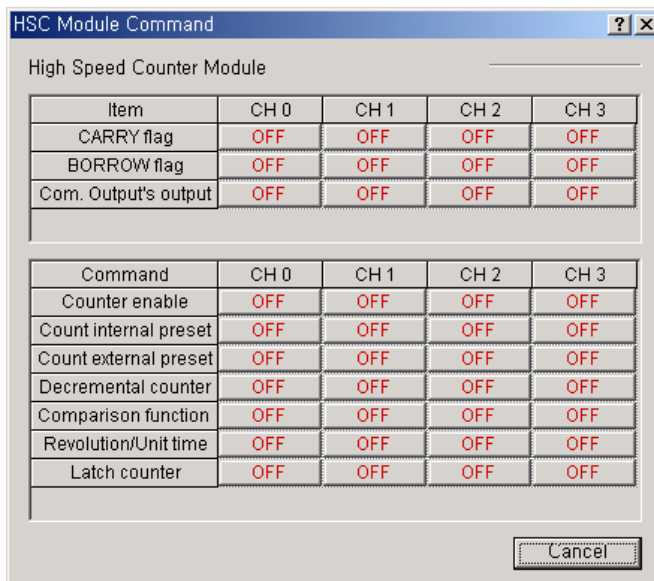 HSC Module Command
High Speed Counter Module
Item CH 0 CH 1 CH 2 CH 3
CARRY flag OFF OFF OFF OFF
BORROW flag OFF OFF OFF OFF
Com. Output's output OFF OFF OFF OFF
Command CH 0 CH 1 CH 2 CH 3
Counter enable OFF OFF OFF OFF
Count internal preset OFF OFF OFF OFF
Count external preset OFF OFF OFF OFF
Decremental counter OFF OFF OFF OFF
Comparison function OFF OFF OFF OFF
Revolution/Unit time OFF OFF OFF OFF
Latch counter OFF OFF OFF OFF
Cancel